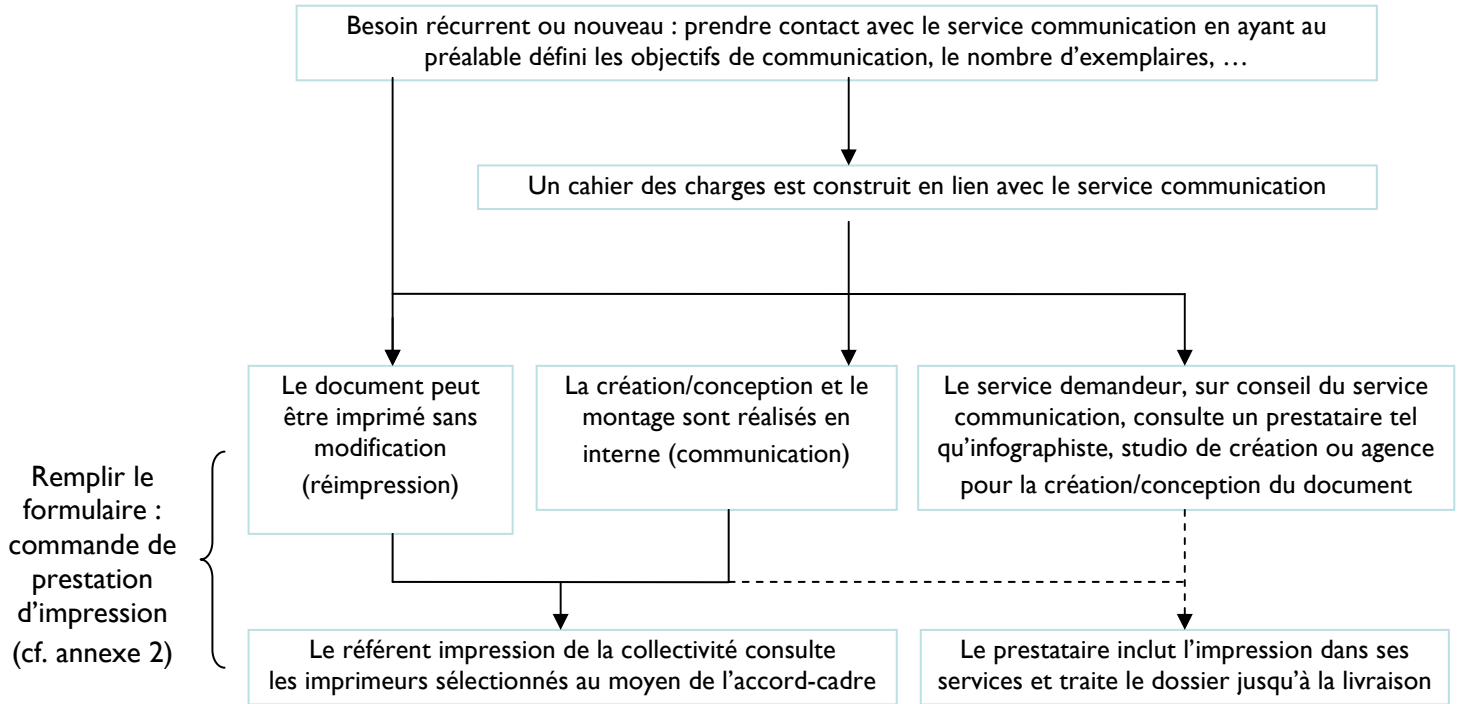 Besoin récurrent ou nouveau : prendre contact avec le service communication en ayant au
préalable défini les objectifs de communication, le nombre d’exemplaires, …
Un cahier des charges est construit en lien avec le service communication
Le document peut
être imprimé sans
modification
(réimpression)
La création/conception et le
montage sont réalisés en
interne (communication)
Le service demandeur, sur conseil du service
communication, consulte un prestataire tel
qu’infographiste, studio de création ou agence
pour la création/conception du document
Remplir le
formulaire :
commande de
prestation
d’impression
(cf. annexe 2)
Le référent impression de la collectivité consulte
les imprimeurs sélectionnés au moyen de l’accord-cadre
Le prestataire inclut l’impression dans ses
services et traite le dossier jusqu’à la livraison